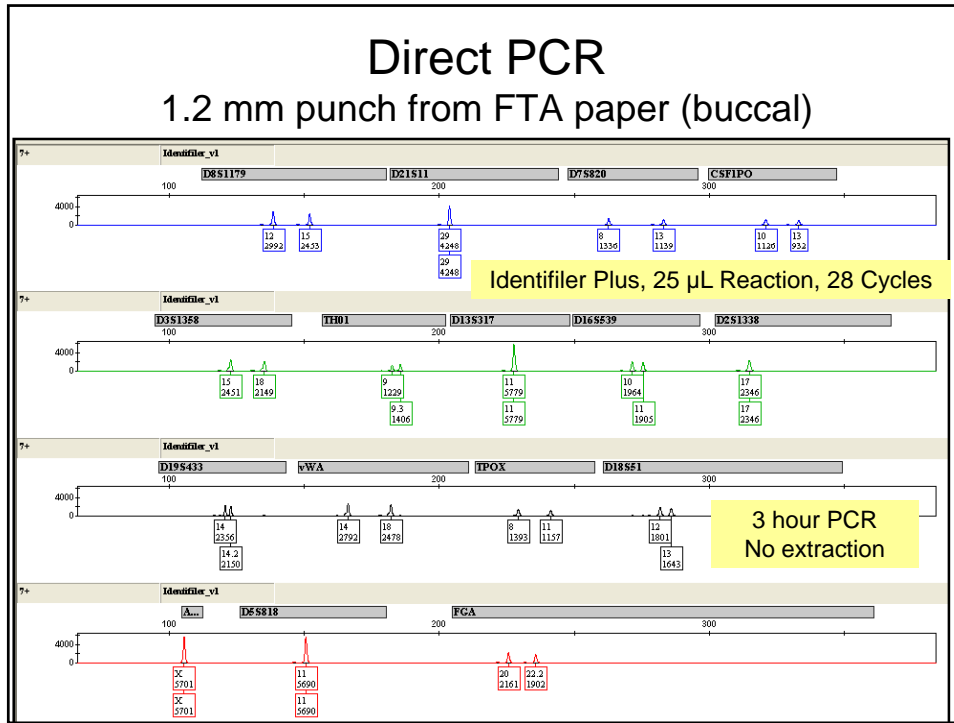 Direct PCR
1.2 mm punch from FTA paper (buccal)
7+ Identifiler_v1
D8S1179 D21S11 D7S820 CSF1PO
100 200 300
4000
0
12 15 29 8 13 10 13
2992 2453 4248 1336 1139 1126 932
29
4248
Identifiler Plus, 25 µL Reaction, 28 Cycles
7+ Identifiler_v1
D3S1358 TH01 D13S317 D16S539 D2S1338
100 200 300
4000
0
15 18 9 11 10 17
2451 2149 1229 5779 1964 2346
9.3 11 11 17
1406 5779 1905 2346
7+ Identifiler_v1
D19S433 vWA TPOX D18S51
100 200 300
4000
0
14 14 18 8 11 12
2356 2792 2478 1393 1157 1801
14.2 13
2150 1643
3 hour PCR
No extraction
7+ Identifiler_v1
A... D5S818 FGA
100 200 300
4000
0
X 11 20 22.2
5701 5690 2161 1902
X 11
5701 5690